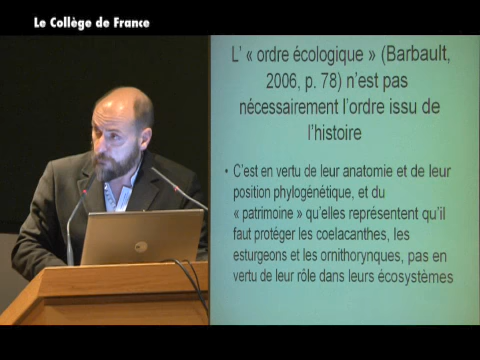 Le Collège de France
L' « ordre écologique » (Barbault,
2006, p. 78) n'est pas
nécessairement l'ordre issu de
l'histoire
• C'est en vertu de leur anatomie et de leur
position phylogénétique, et du
« patrimoine » qu'elles représentent qu'il
faut protéger les coelacanthes, les
esturgeons et les ornithorynques, pas en
vertu de leur rôle dans leurs écosystèmes